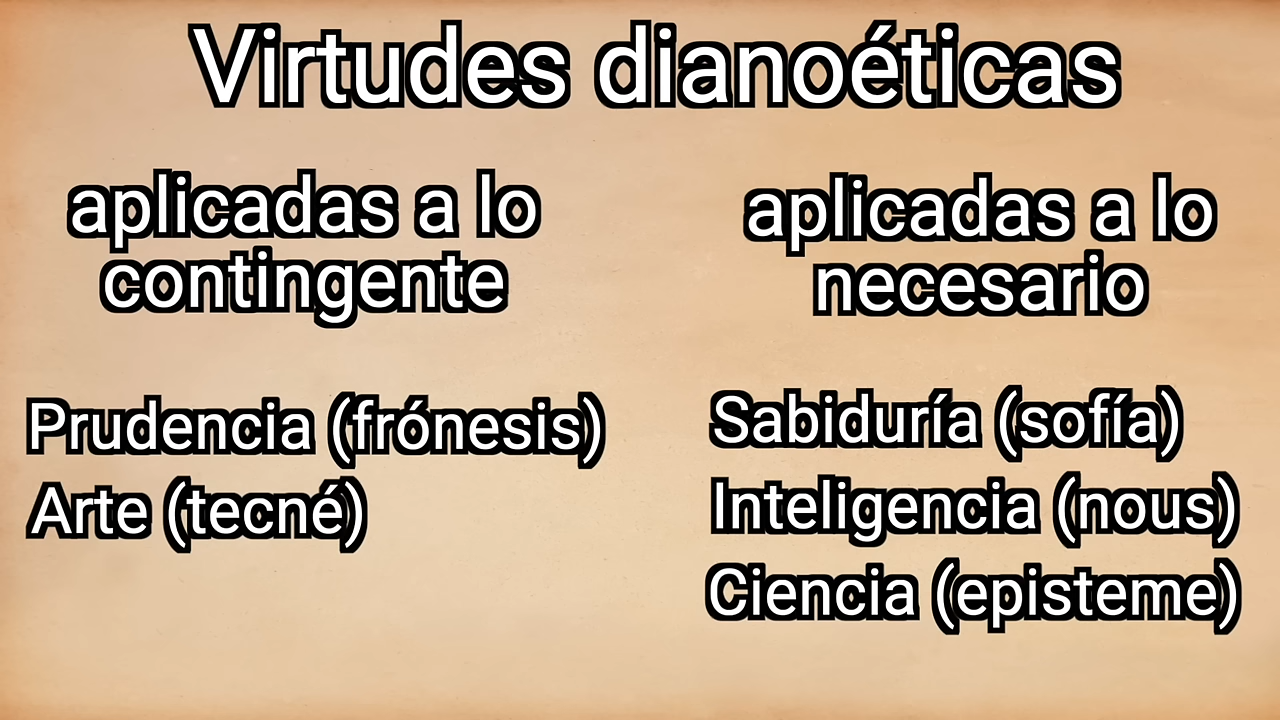 Virtudes dianoéticas
aplicadas a lo
contingente
Prudencia (frónesis)
Arte (tecné)
aplicadas a lo
necesario
Sabiduría (sofía)
Inteligencia (nous)
Ciencia (episteme)